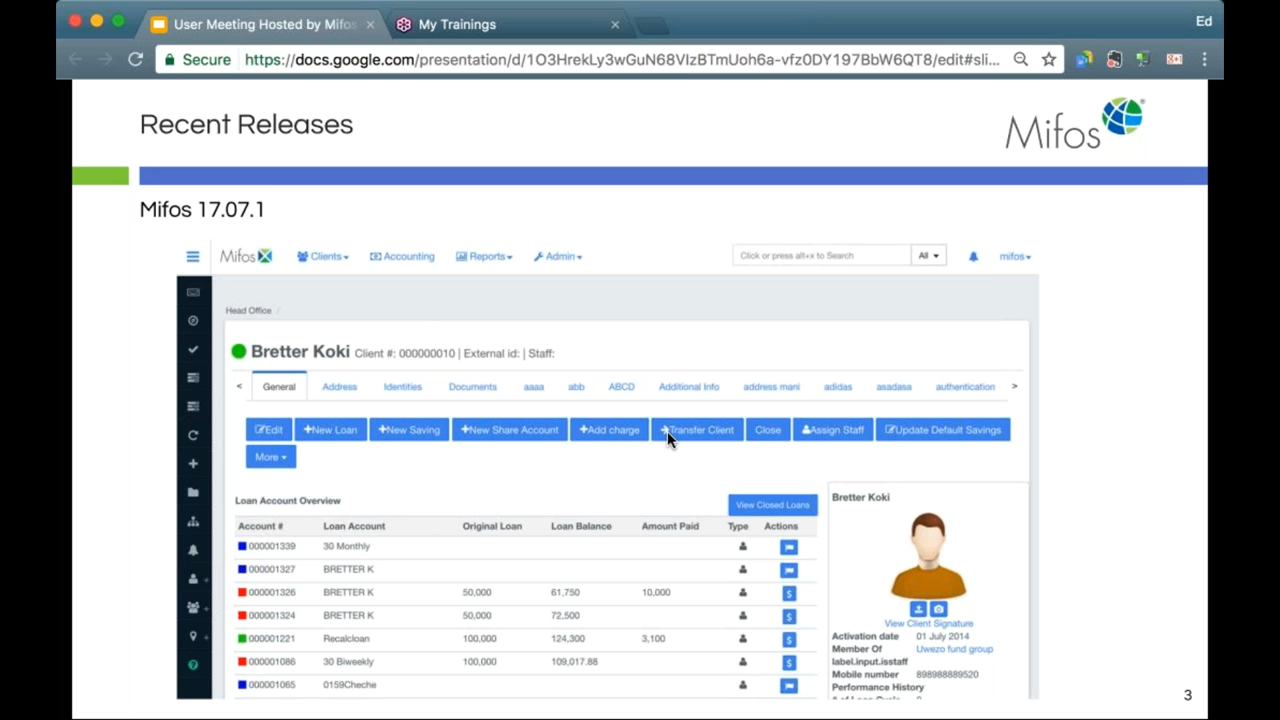 User Meeting Hosted by Mifos
My Trainings
Ed
Secure https://docs.google.com/presentation/d/1O3HrekLy3wGuN68VIzBTmUoh6a-vfz0DY197BbW6QT8/edit#sli...
Recent Releases
Mifos
Mifos 17.07.1
Mifos Clients Accounting Reports Admin Click or press alt+x to Search All mifos
Head Office /
Bretter Koki Client #: 000000010 | External id: | Staff:
< General Address Identities Documents aaaa abb ABCD Additional Info address mani adidas asadasa authentication >
Edit +New Loan +New Saving +New Share Account +Add charge Transfer Client Close Assign Staff Update Default Savings
More
Loan Account Overview
View Closed Loans
Account # Loan Account Original Loan Loan Balance Amount Paid Type Actions
000001339 30 Monthly
000001327 BRETTER K
000001326 BRETTER K 50,000 61,750 10,000 $
000001324 BRETTER K 50,000 72,500 $
000001221 Recalcloan 100,000 124,300 3,100 $
000001086 30 Biweekly 100,000 109,017.88 $
000001065 0159Cheche
Bretter Koki
View Client Signature
Activation date 01 July 2014
Member Of Uwezo fund group
label.input.isstaff
Mobile number 898988889520
Performance History
3